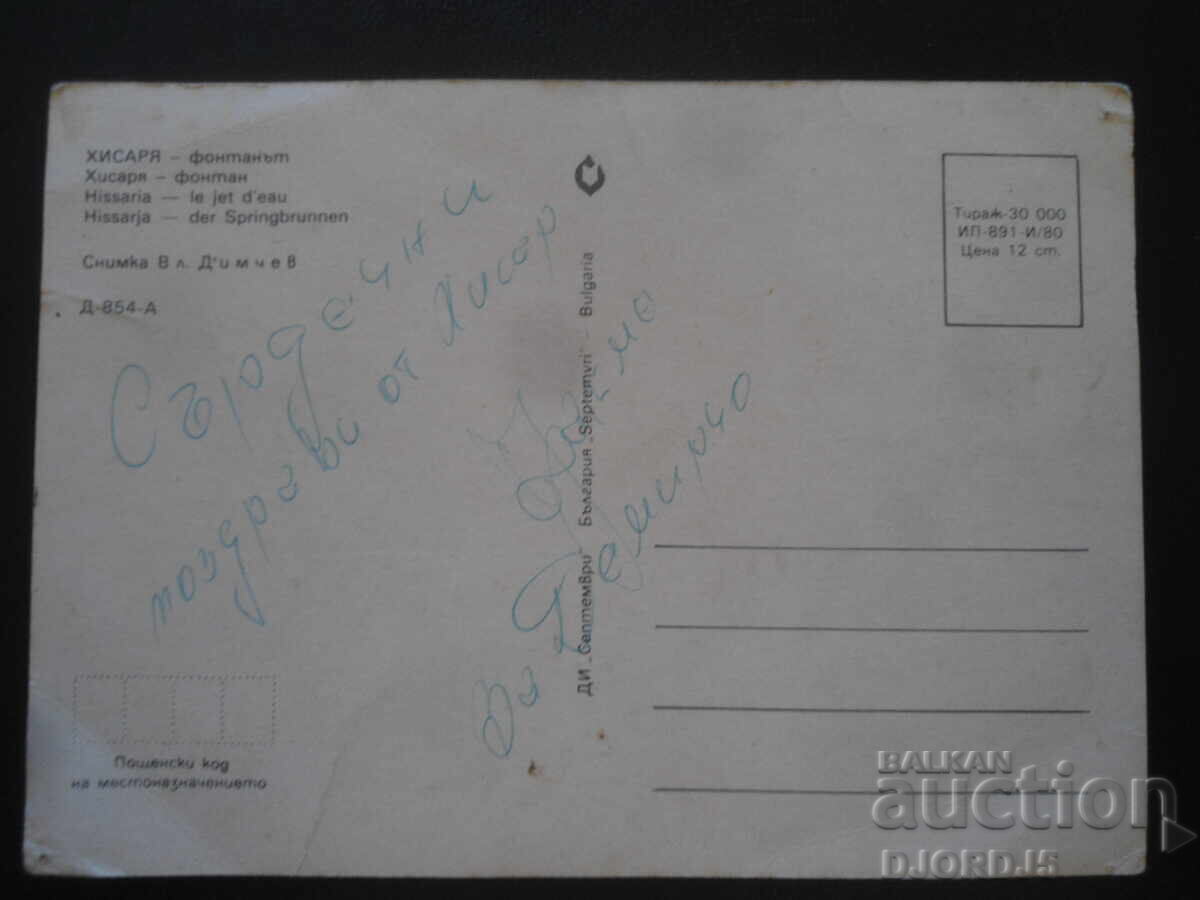 ХИСАРЯ – фонтанът
Хисаря – фонтан
Hissaria — le jet d'eau
Hissarja — der Springbrunnen
Снимка Вл. Димчев
Д-854-А
Сърдечни
поздрави от Хисар
За
Пощенски код
на местоназначението
ДИ „Септември" България „Septemvri" - Bulgaria
Тираж-30 000
ИП-891-И/80
Цена 12 ст.
BALKAN
auction
DJORDJ5